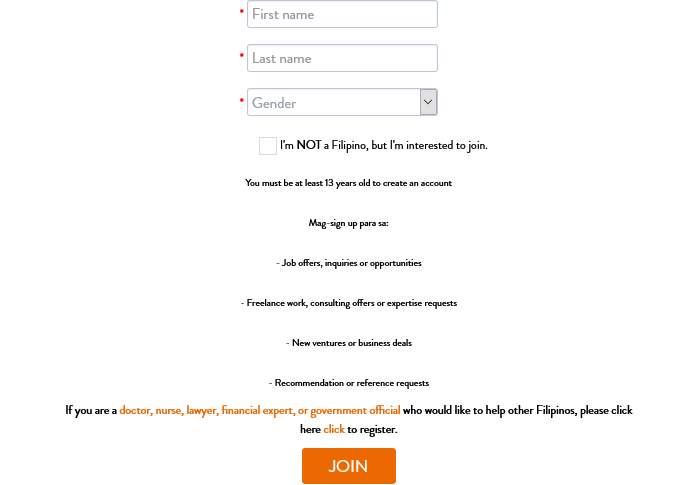 * First name
* Last name
* Gender
I'm NOT a Filipino, but I'm interested to join.
You must be at least 13 years old to create an account
Mag-sign up para sa:
- Job offers, inquiries or opportunities
- Freelance work, consulting offers or expertise requests
- New ventures or business deals
- Recommendation or reference requests
If you are a doctor, nurse, lawyer, financial expert, or government official who would like to help other Filipinos, please click
here click to register.
JOIN